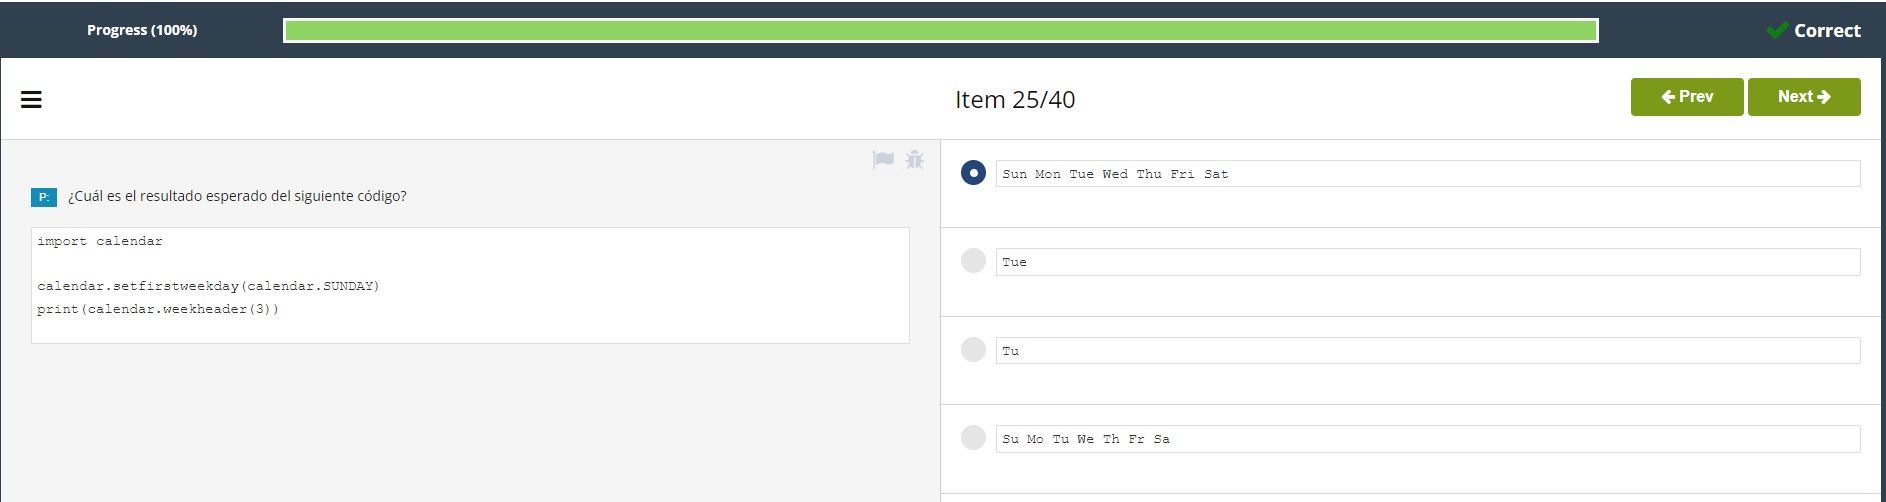 Progress (100%)
Correct
Item 25/40
Prev
Next
P: ¿Cuál es el resultado esperado del siguiente código?
import calendar
calendar.setfirstweekday(calendar.SUNDAY)
print(calendar.weekheader(3))
Sun Mon Tue Wed Thu Fri Sat
Tue
Tu
Su Mo Tu We Th Fr Sa